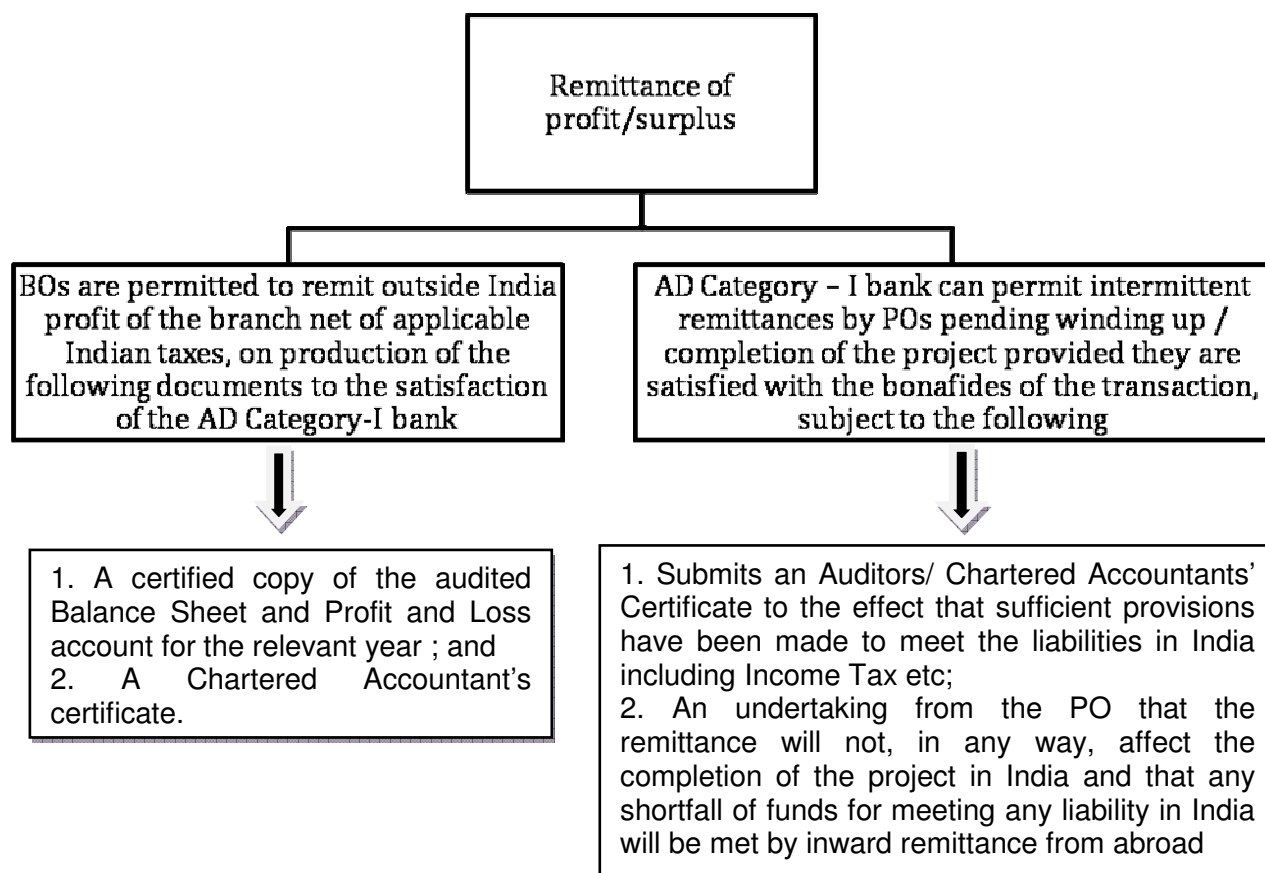 Remittance of
profit/surplus
BOs are permitted to remit outside India
profit of the branch net of applicable
Indian taxes, on production of the
following documents to the satisfaction
of the AD Category-I bank
AD Category – I bank can permit intermittent
remittances by POs pending winding up /
completion of the project provided they are
satisfied with the bonafides of the transaction,
subject to the following
1. A certified copy of the audited
Balance Sheet and Profit and Loss
account for the relevant year ; and
2. A Chartered Accountant’s
certificate.
1. Submits an Auditors/ Chartered Accountants’
Certificate to the effect that sufficient provisions
have been made to meet the liabilities in India
including Income Tax etc;
2. An undertaking from the PO that the
remittance will not, in any way, affect the
completion of the project in India and that any
shortfall of funds for meeting any liability in India
will be met by inward remittance from abroad